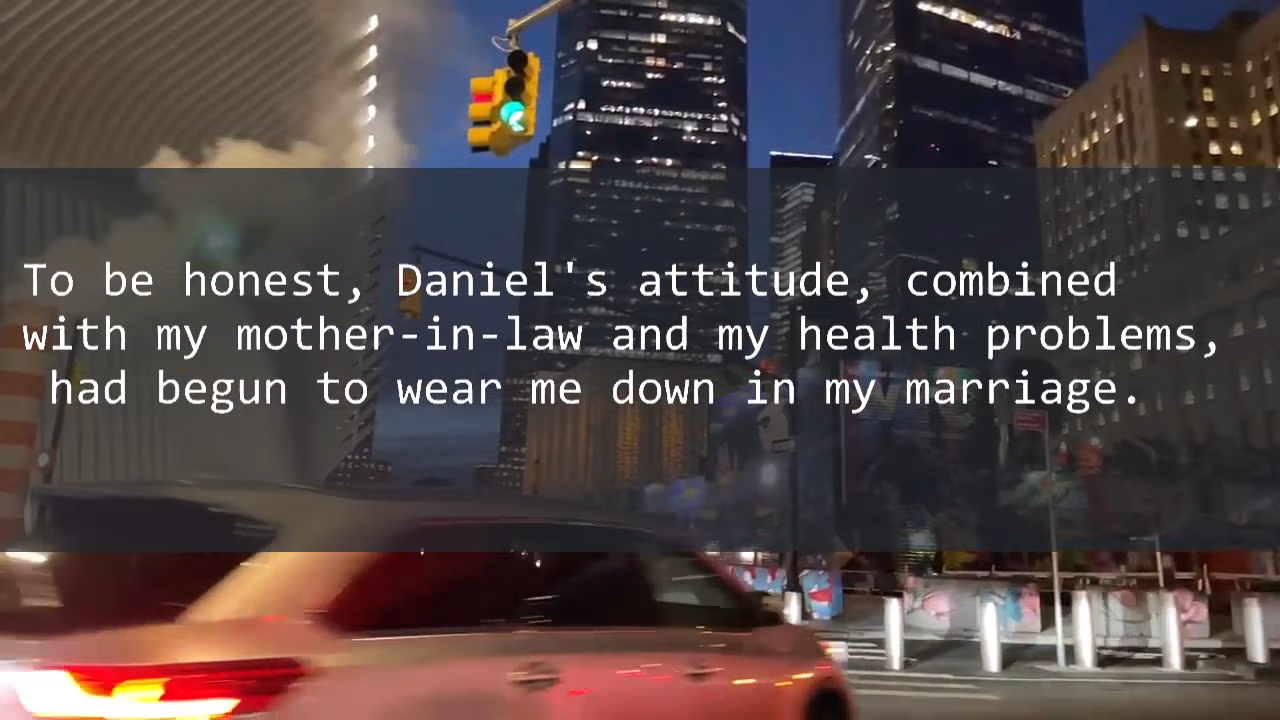 To be honest, Daniel's attitude, combined
with my mother-in-law and my health problems,
had begun to wear me down in my marriage.